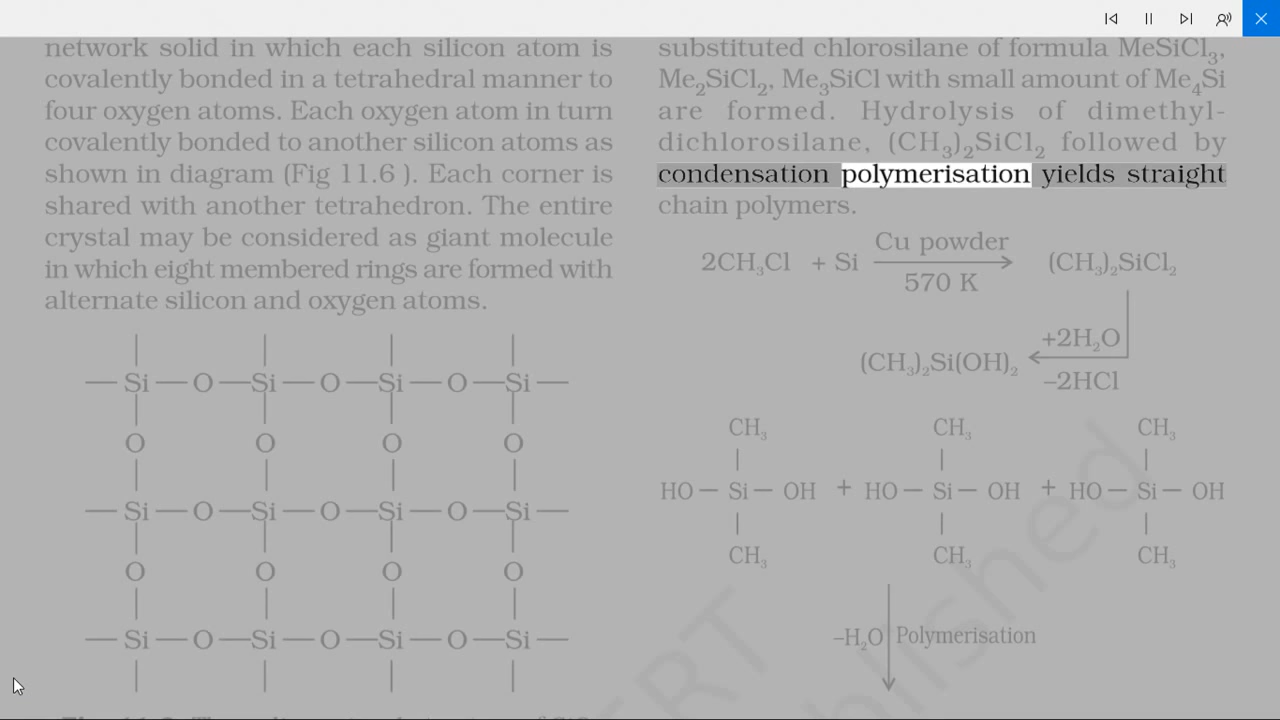 network solid in which each silicon atom is
covalently bonded in a tetrahedral manner to
four oxygen atoms. Each oxygen atom in turn
covalently bonded to another silicon atoms as
shown in diagram (Fig 11.6 ). Each corner is
shared with another tetrahedron. The entire
crystal may be considered as giant molecule
in which eight membered rings are formed with
alternate silicon and oxygen atoms.
Si O Si O Si O Si
O O O O
Si O Si O Si O Si
O O O O
Si O Si O Si O Si
substituted chlorosilane of formula MeSiCl₃,
Me₂SiCl₂, Me₃SiCl with small amount of Me₄Si
are formed. Hydrolysis of dimethyl-
dichlorosilane, (CH₃)₂SiCl₂ followed by
condensation polymerisation yields straight
chain polymers.
Cu powder
2CH₃Cl + Si → (CH₃)₂SiCl₂
570 K
+2H₂O
(CH₃)₂Si(OH)₂
–2HCl
CH₃ CH₃ CH₃
HO — Si — OH + HO — Si — OH + HO — Si — OH
CH₃ CH₃ CH₃
–H₂O Polymerisation